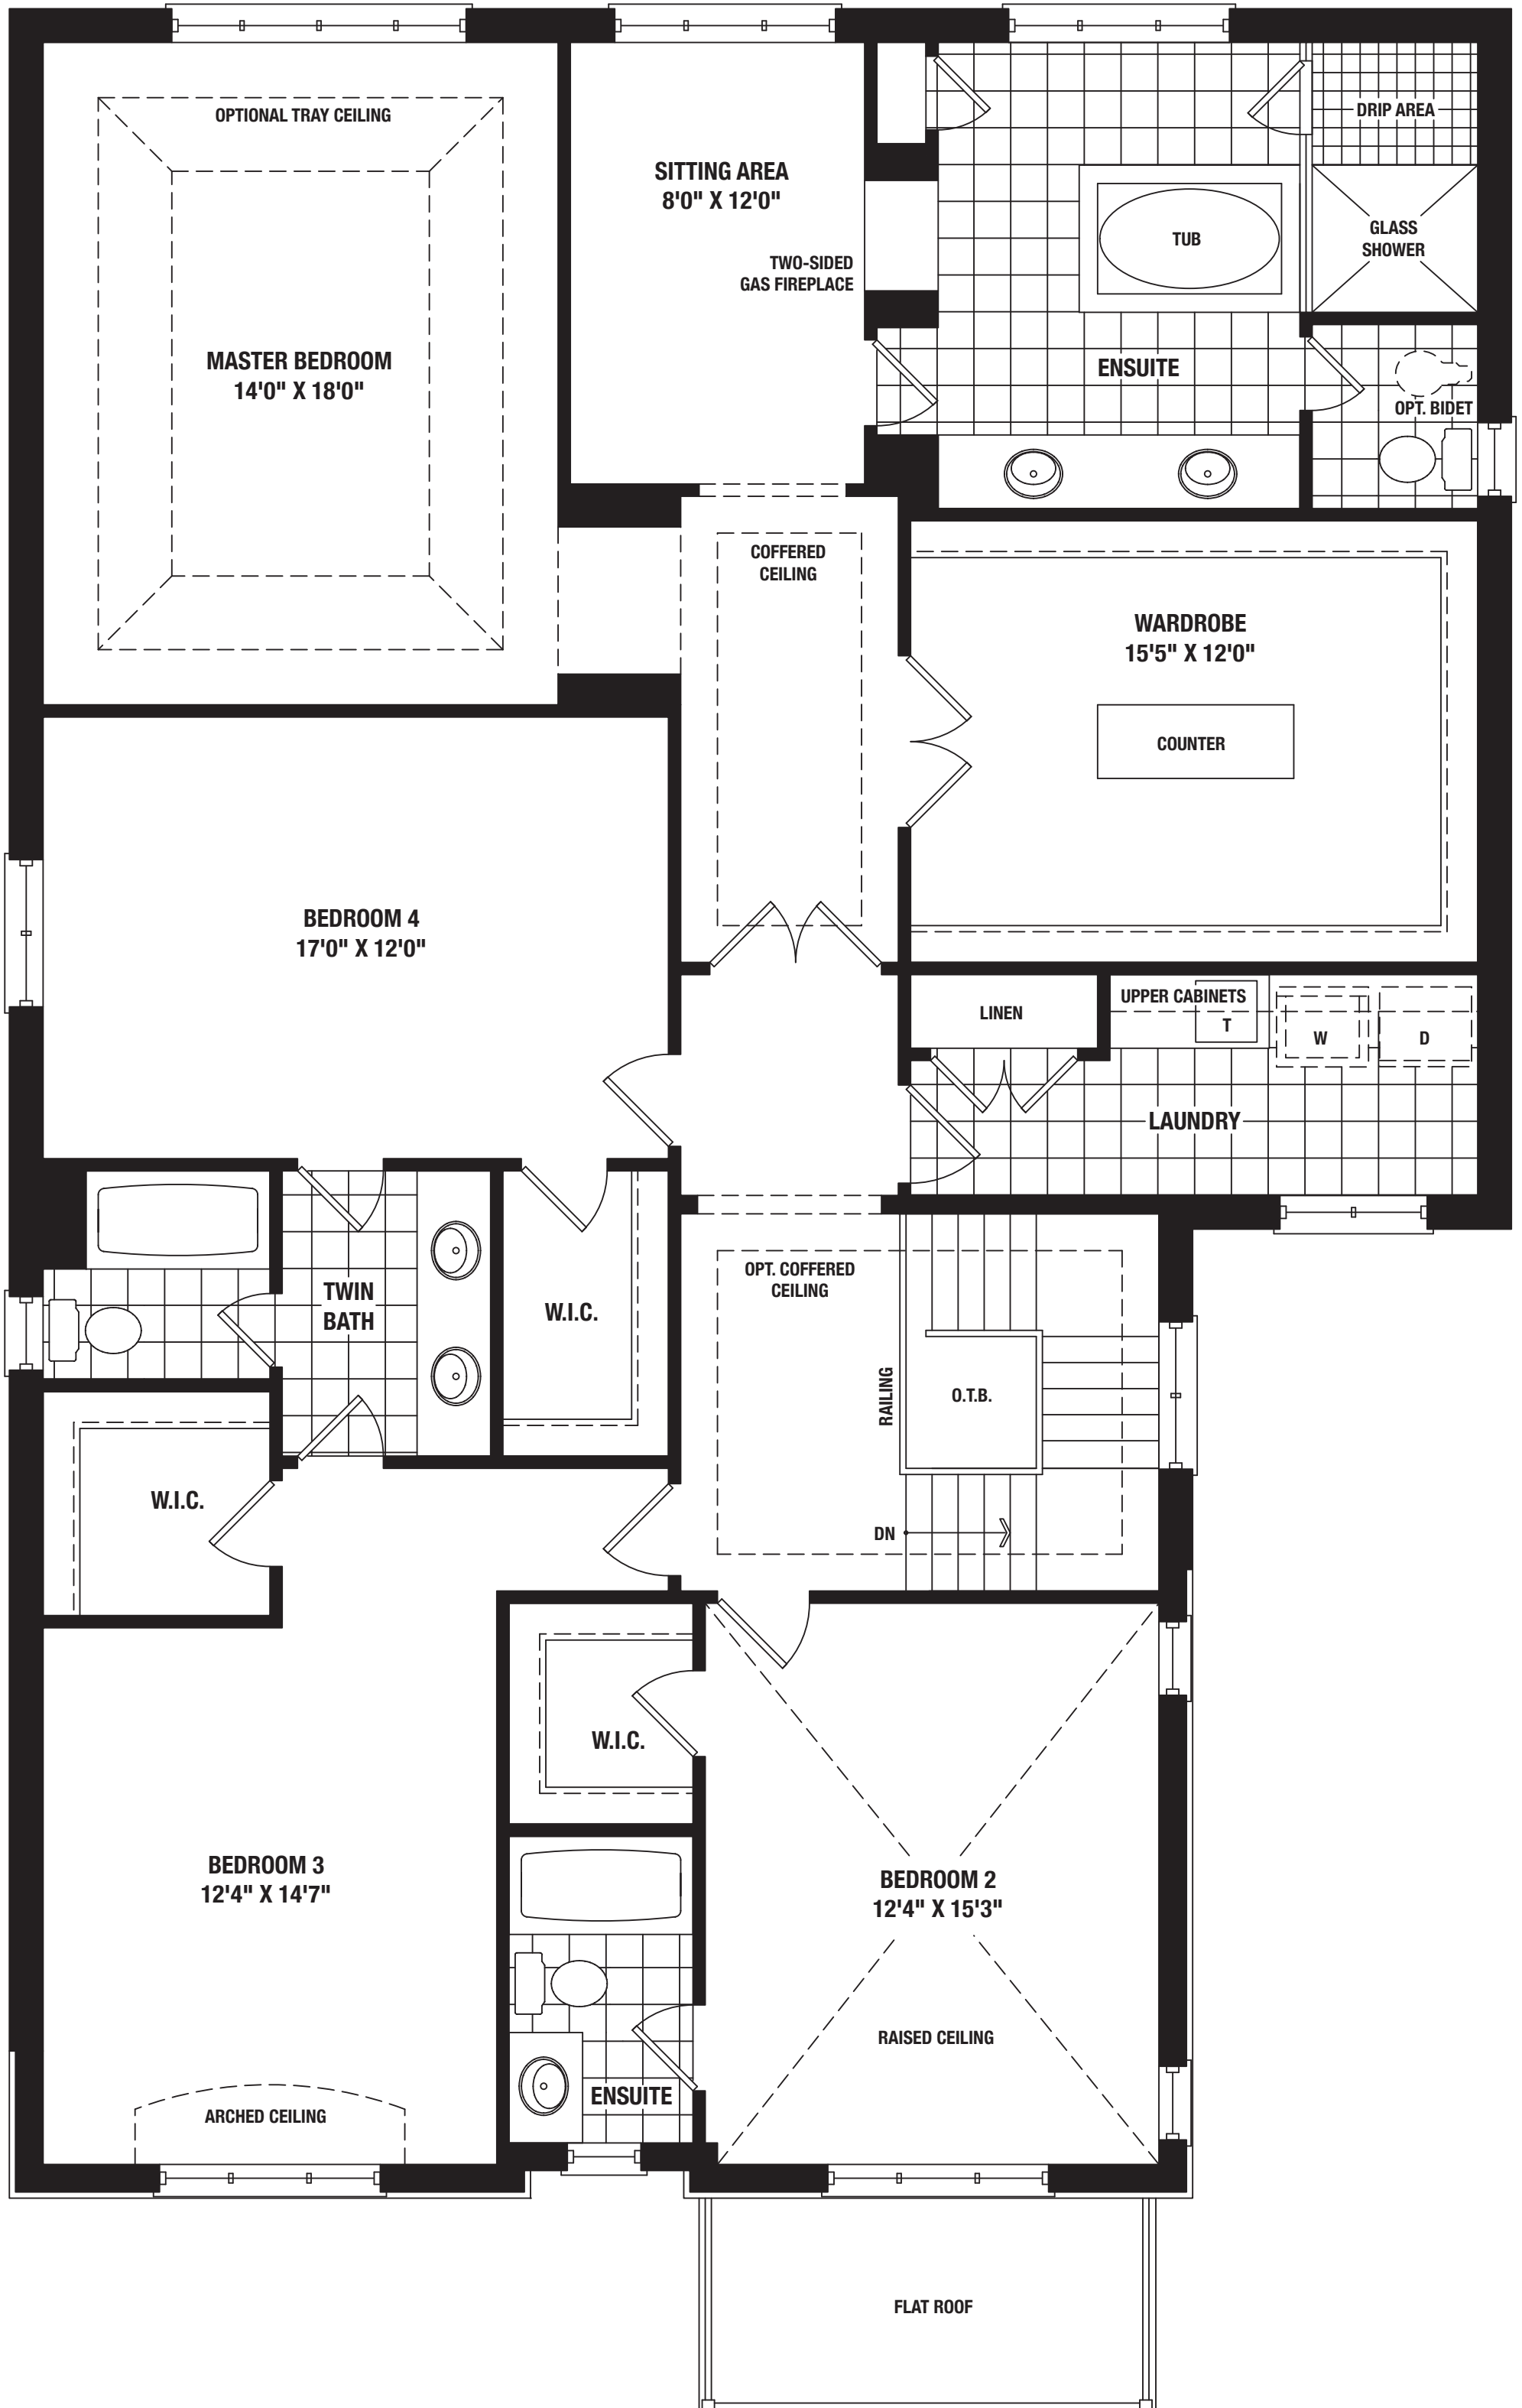 OPTIONAL TRAY CEILING
MASTER BEDROOM
14'0" X 18'0"
SITTING AREA
8'0" X 12'0"
TWO-SIDED
GAS FIREPLACE
DRIP AREA
GLASS
SHOWER
TUB
ENSUITE
OPT. BIDET
COFFERED
CEILING
WARDROBE
15'5" X 12'0"
COUNTER
BEDROOM 4
17'0" X 12'0"
LINEN
UPPER CABINETS
T
W
D
LAUNDRY
TWIN
BATH
W.I.C.
OPT. COFFERED
CEILING
RAILING
O.T.B.
DN
W.I.C.
W.I.C.
BEDROOM 3
12'4" X 14'7"
ARCHED CEILING
ENSUITE
BEDROOM 2
12'4" X 15'3"
RAISED CEILING
FLAT ROOF